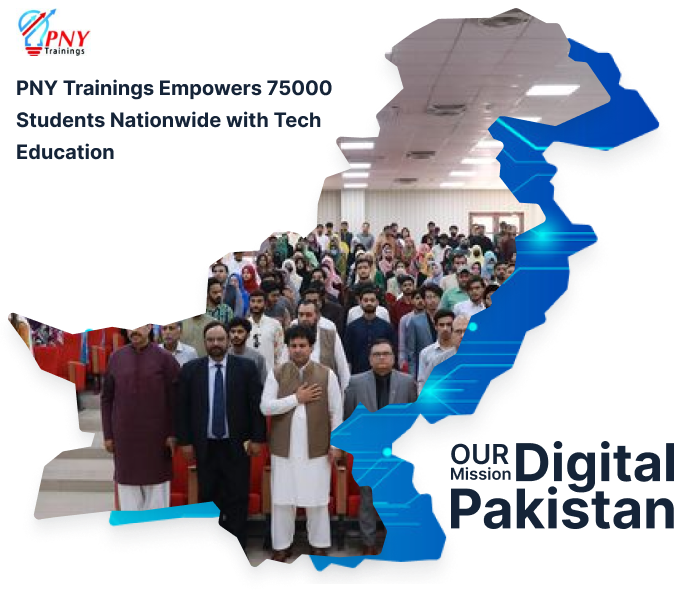 PNY
Trainings
PNY Trainings Empowers 75000
Students Nationwide with Tech
Education
OUR
Mission
Digital
Pakistan